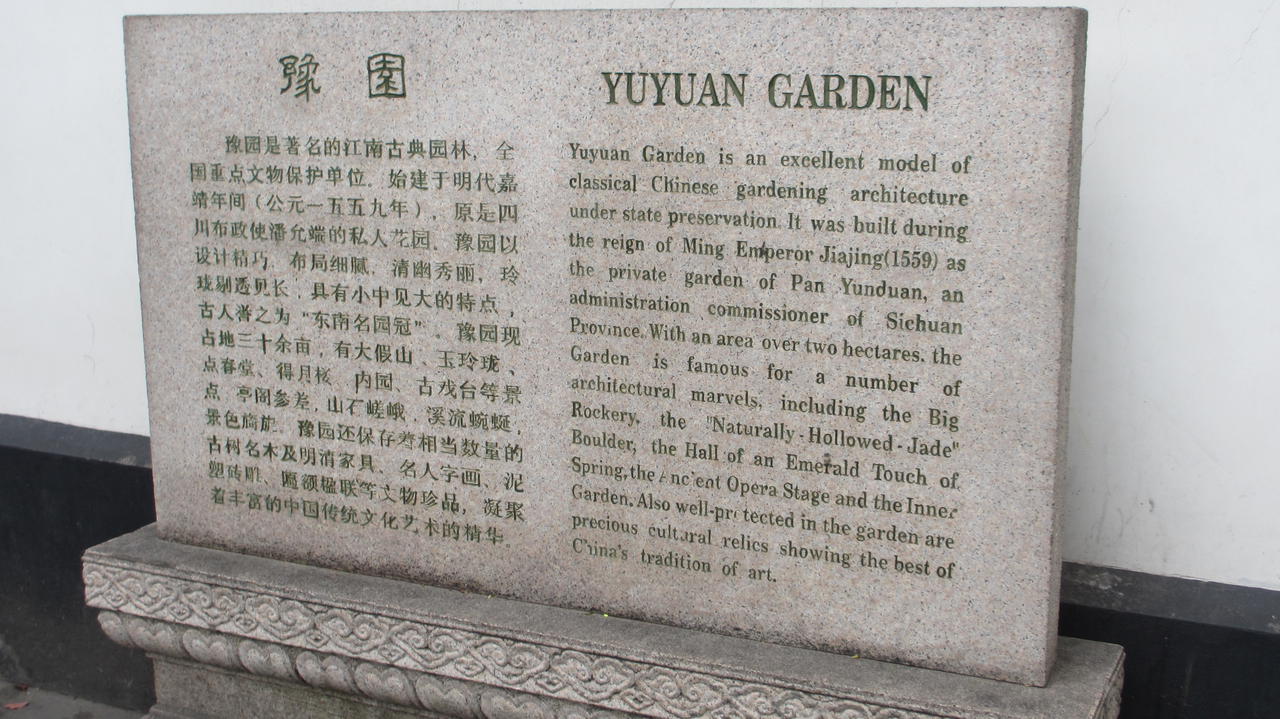 豫園
豫园是著名的江南古典园林，全
国重点文物保护单位。始建于明代嘉
靖年间（公元一五五九年），原是四
川布政使潘允端的私人花园。豫园以
设计精巧、布局细腻，清幽秀丽，玲
珑剔透见长，具有小中见大的特点，
古人誉之为“东南名园冠”。豫园现
占地三十余亩，有大假山、玉玲珑、
点春堂、得月楼、内园、古戏台等景
点，亭阁参差，山石嵯峨，溪流蜿蜒，
景色旖旎。豫园还保存着相当数量的
古树名木及明清家具、名人字画、泥
塑砖雕、匾额楹联等文物珍品，凝聚
着丰富的中国传统文化艺术的精华
YUYUAN GARDEN
Yuyuan Garden is an excellent model of
classical Chinese gardening architecture
under state preservation. It was built during
the reign of Ming Emperor Jiajing(1559) as
the private garden of Pan Yunduan, an
administration commissioner of Sichuan
Province. With an area over two hectares. the
Garden is famous for a number of
architectural marvels, including the Big
Rockery, the "Naturally-Hollowed-Jade"
Boulder, the Hall of an Emerald Touch of
Spring, the Ancient Opera Stage and the Inner
Garden. Also well-protected in the garden are
precious cultural relics showing the best of
China's tradition of art.